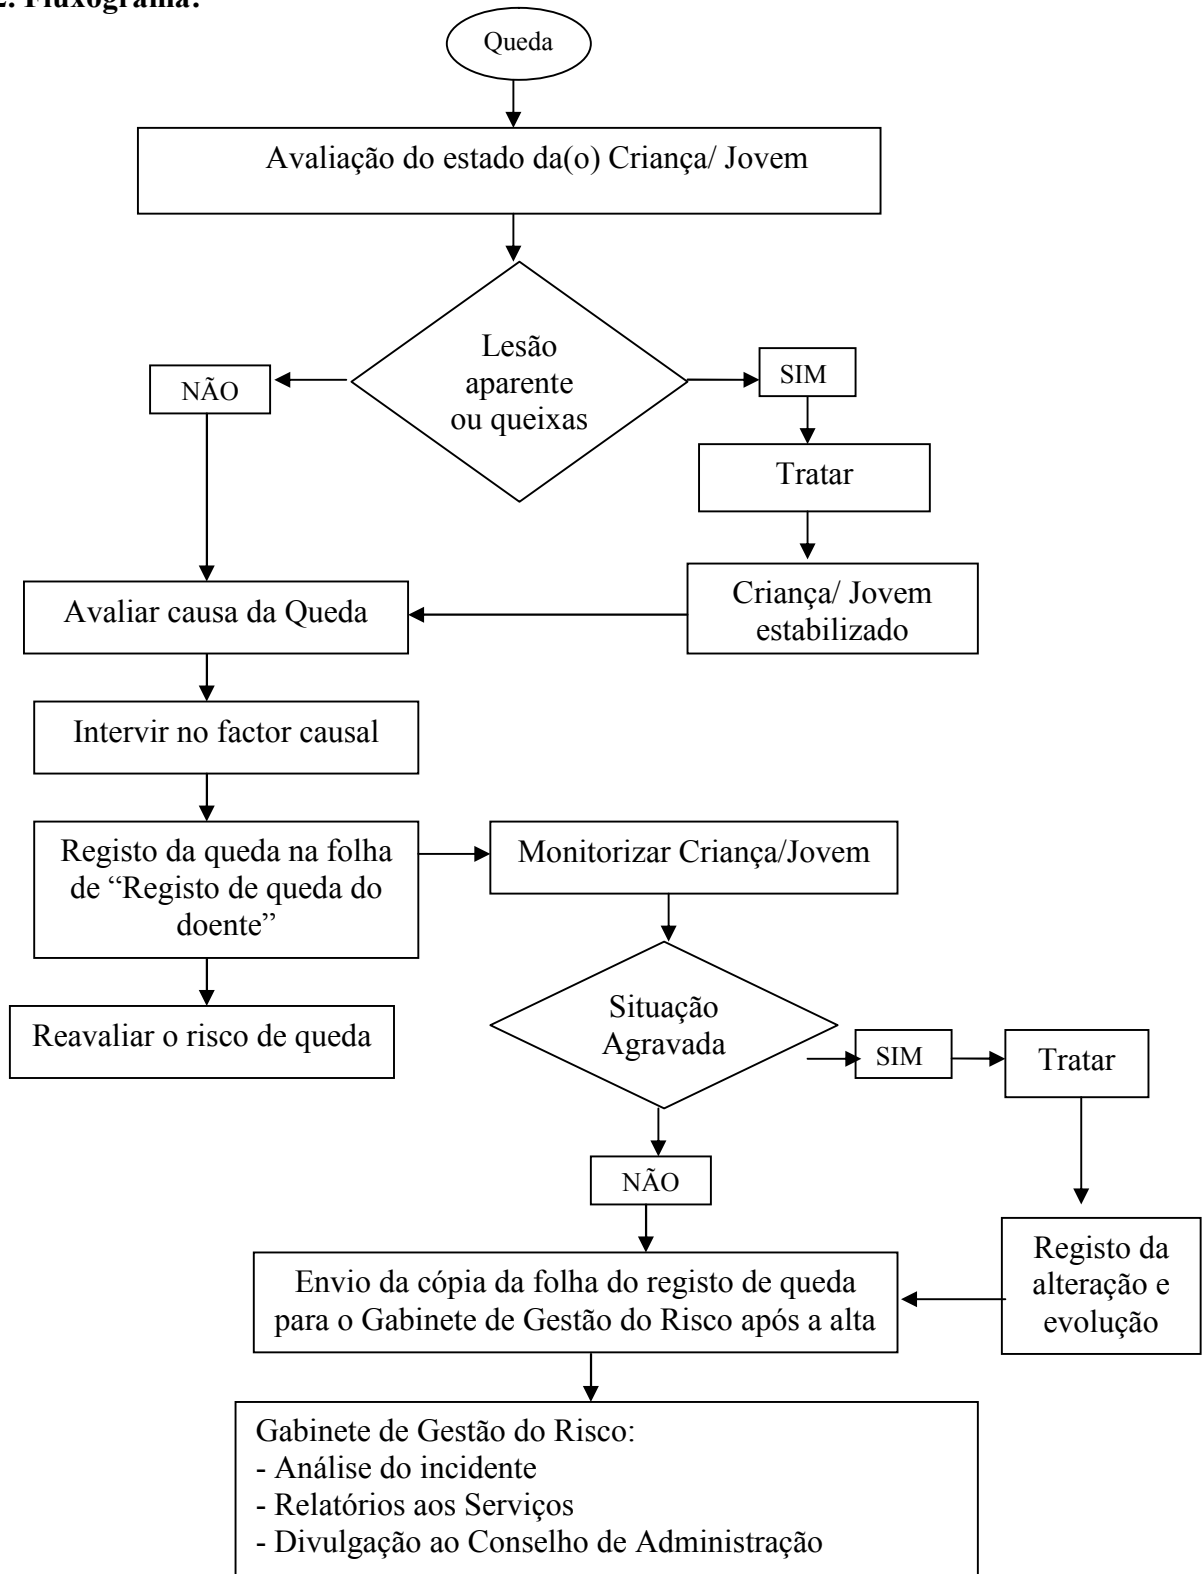 2. Fluxograma:
Queda
Avaliação do estado da(o) Criança/ Jovem
Lesão
aparente
ou queixas
NÃO
SIM
Tratar
Criança/ Jovem
estabilizado
Avaliar causa da Queda
Intervir no factor causal
Registo da queda na folha
de “Registo de queda do
doente”
Monitorizar Criança/Jovem
Reavaliar o risco de queda
Situação
Agravada
SIM
Tratar
NÃO
Registo da
alteração e
evolução
Envio da cópia da folha do registo de queda
para o Gabinete de Gestão do Risco após a alta
Gabinete de Gestão do Risco:
- Análise do incidente
- Relatórios aos Serviços
- Divulgação ao Conselho de Administração